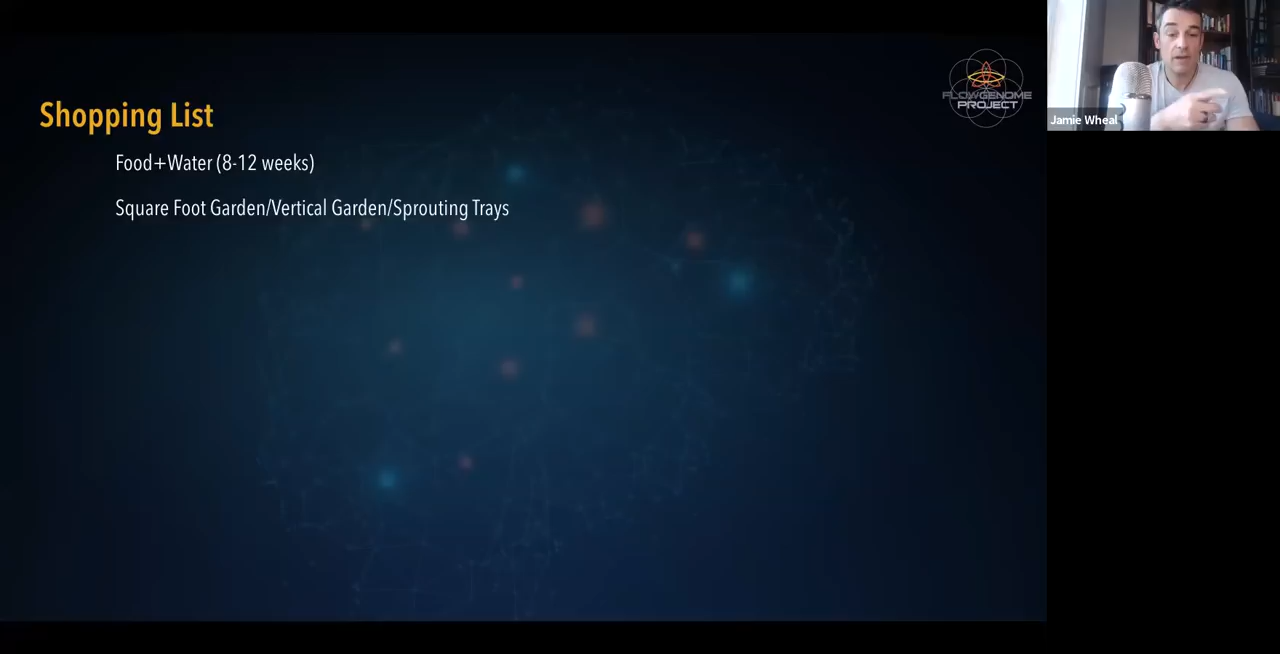 Shopping List
Food+Water (8-12 weeks)
Square Foot Garden/Vertical Garden/Sprouting Trays
FLOWGENOME
PROJECT
Jamie Wheal